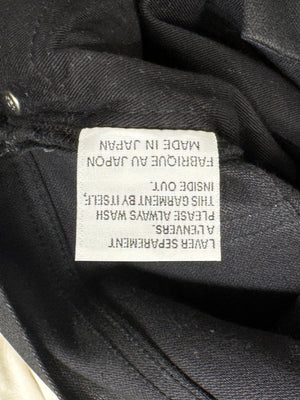 LAVER SEPAREMENT
A L'ENVERS.
PLEASE ALWAYS WASH
THIS GARMENT BY ITSELF,
INSIDE OUT.
FABRIQUE AU JAPON
MADE IN JAPAN